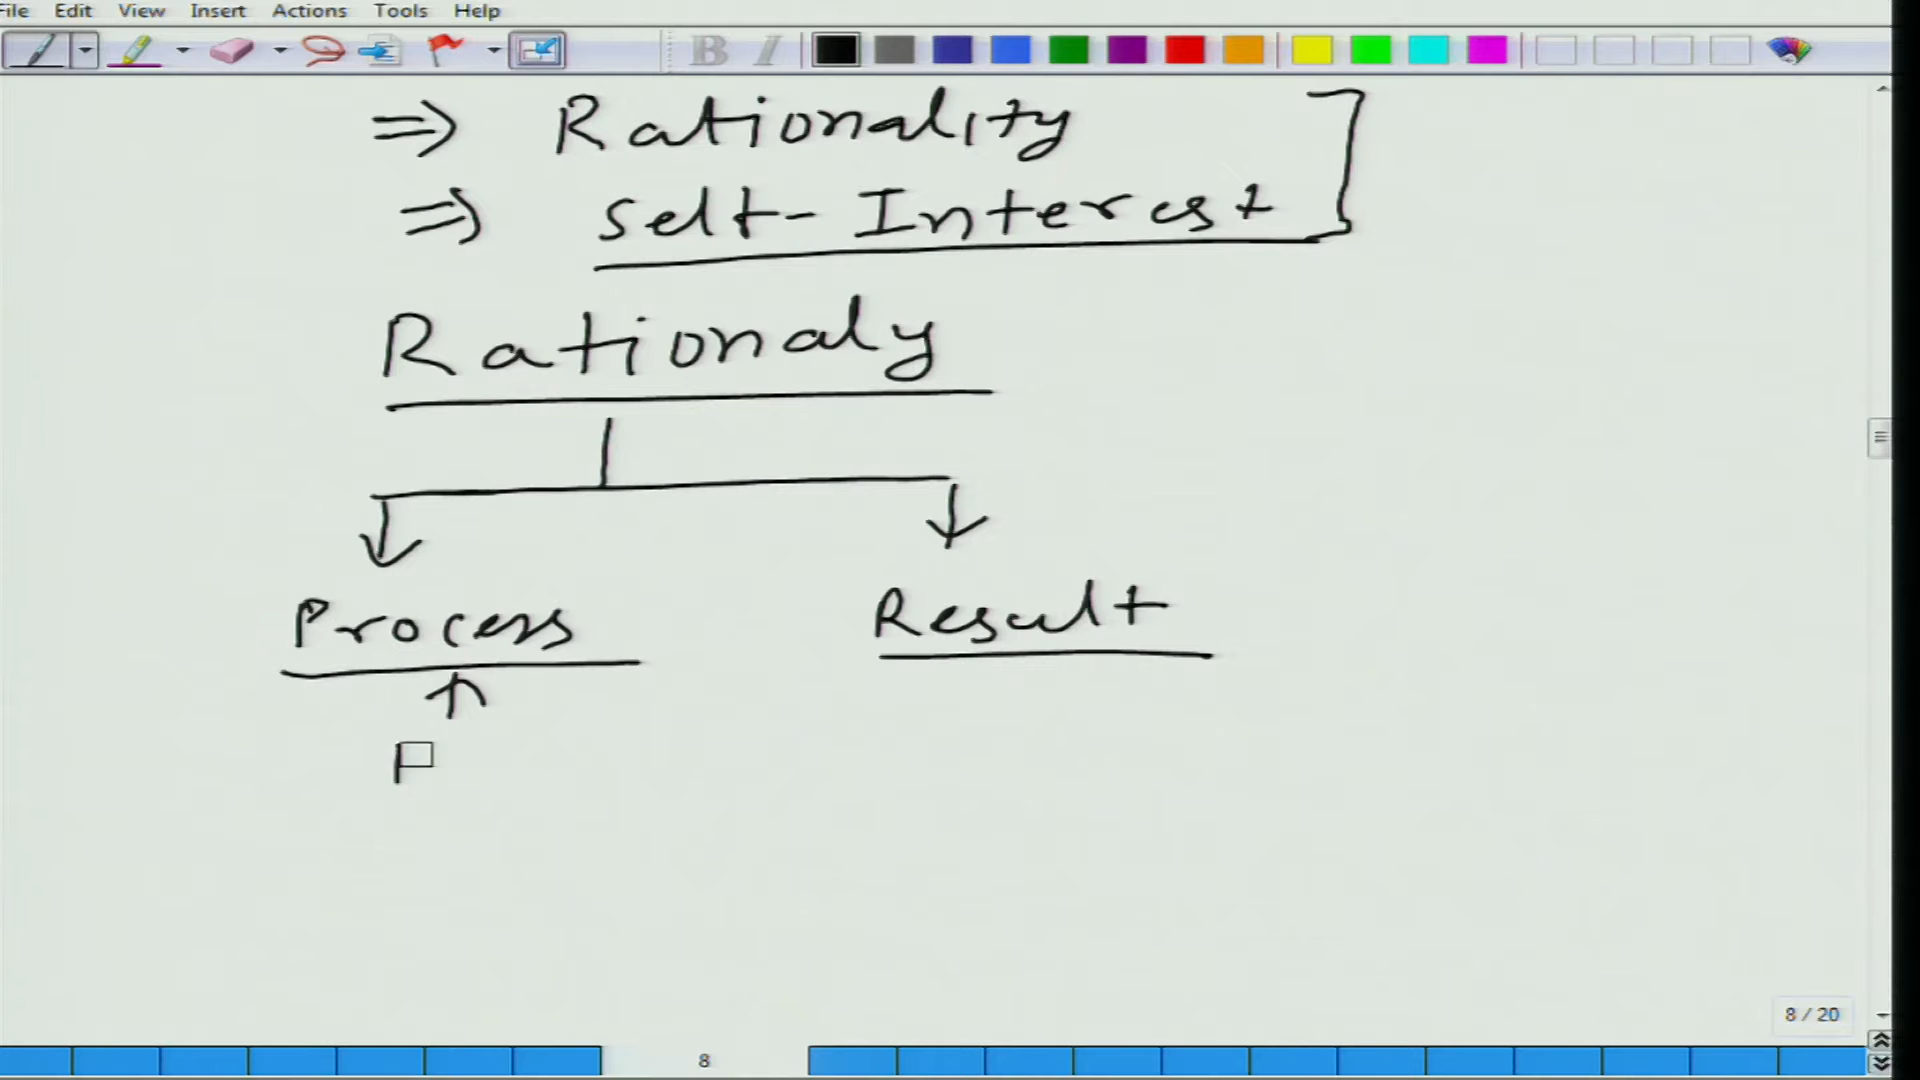 File Edit View Insert Actions Tools Help
B I
⇒ Rationality
⇒ self-Interest
Rationaly
Process Result
8 / 20
8